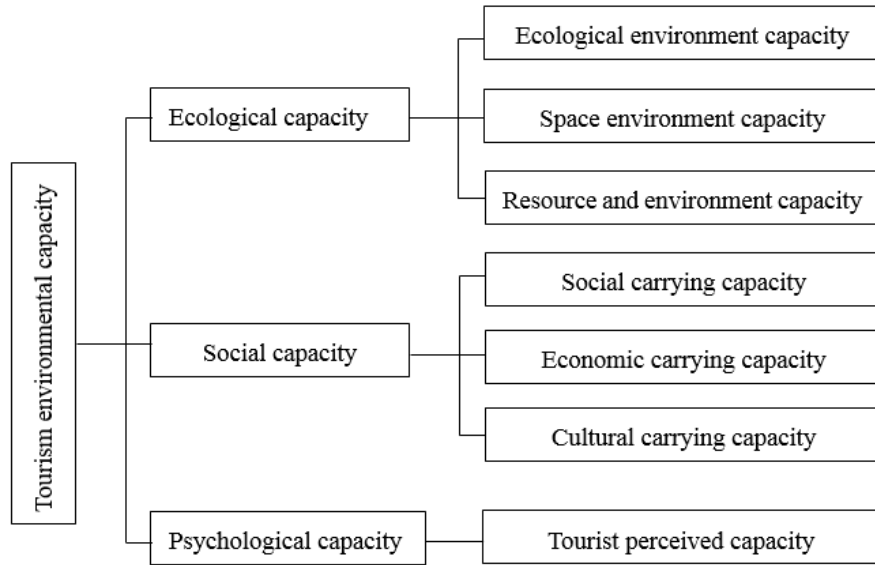 Tourism environmental capacity
Ecological capacity
Ecological environment capacity
Space environment capacity
Resource and environment capacity
Social capacity
Social carrying capacity
Economic carrying capacity
Cultural carrying capacity
Psychological capacity
Tourist perceived capacity